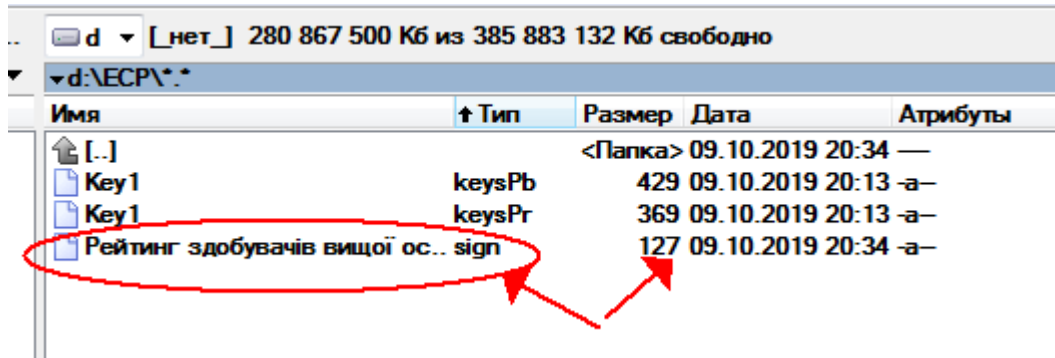 .. d [_нет_] 280 867 500 Кб из 385 883 132 Кб свободно
d:\ECP\*.*
Имя Тип Размер Дата Атрибуты
[..] <Папка> 09.10.2019 20:34 ----
Key1 keysPb 429 09.10.2019 20:13 -a--
Key1 keysPr 369 09.10.2019 20:13 -a--
Рейтинг здобувачів вищої ос.. sign 127 09.10.2019 20:34 -a--